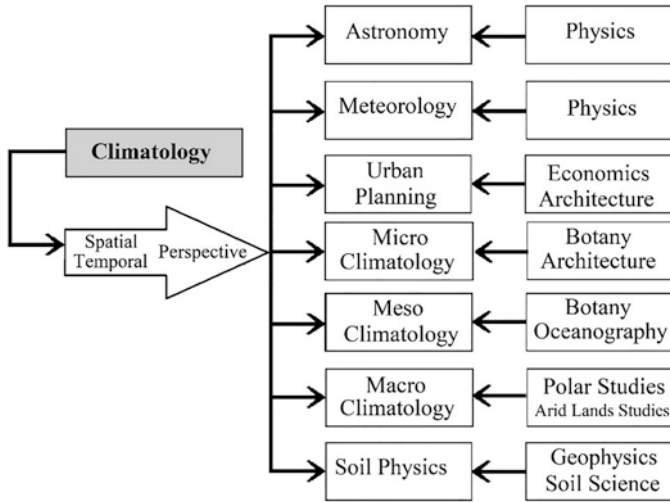 Astronomy
Physics
Meteorology
Physics
Climatology
Urban
Planning
Economics
Architecture
Spatial
Temporal
Perspective
Micro
Climatology
Botany
Architecture
Meso
Climatology
Botany
Oceanography
Macro
Climatology
Polar Studies
Arid Lands Studies
Soil Physics
Geophysics
Soil Science